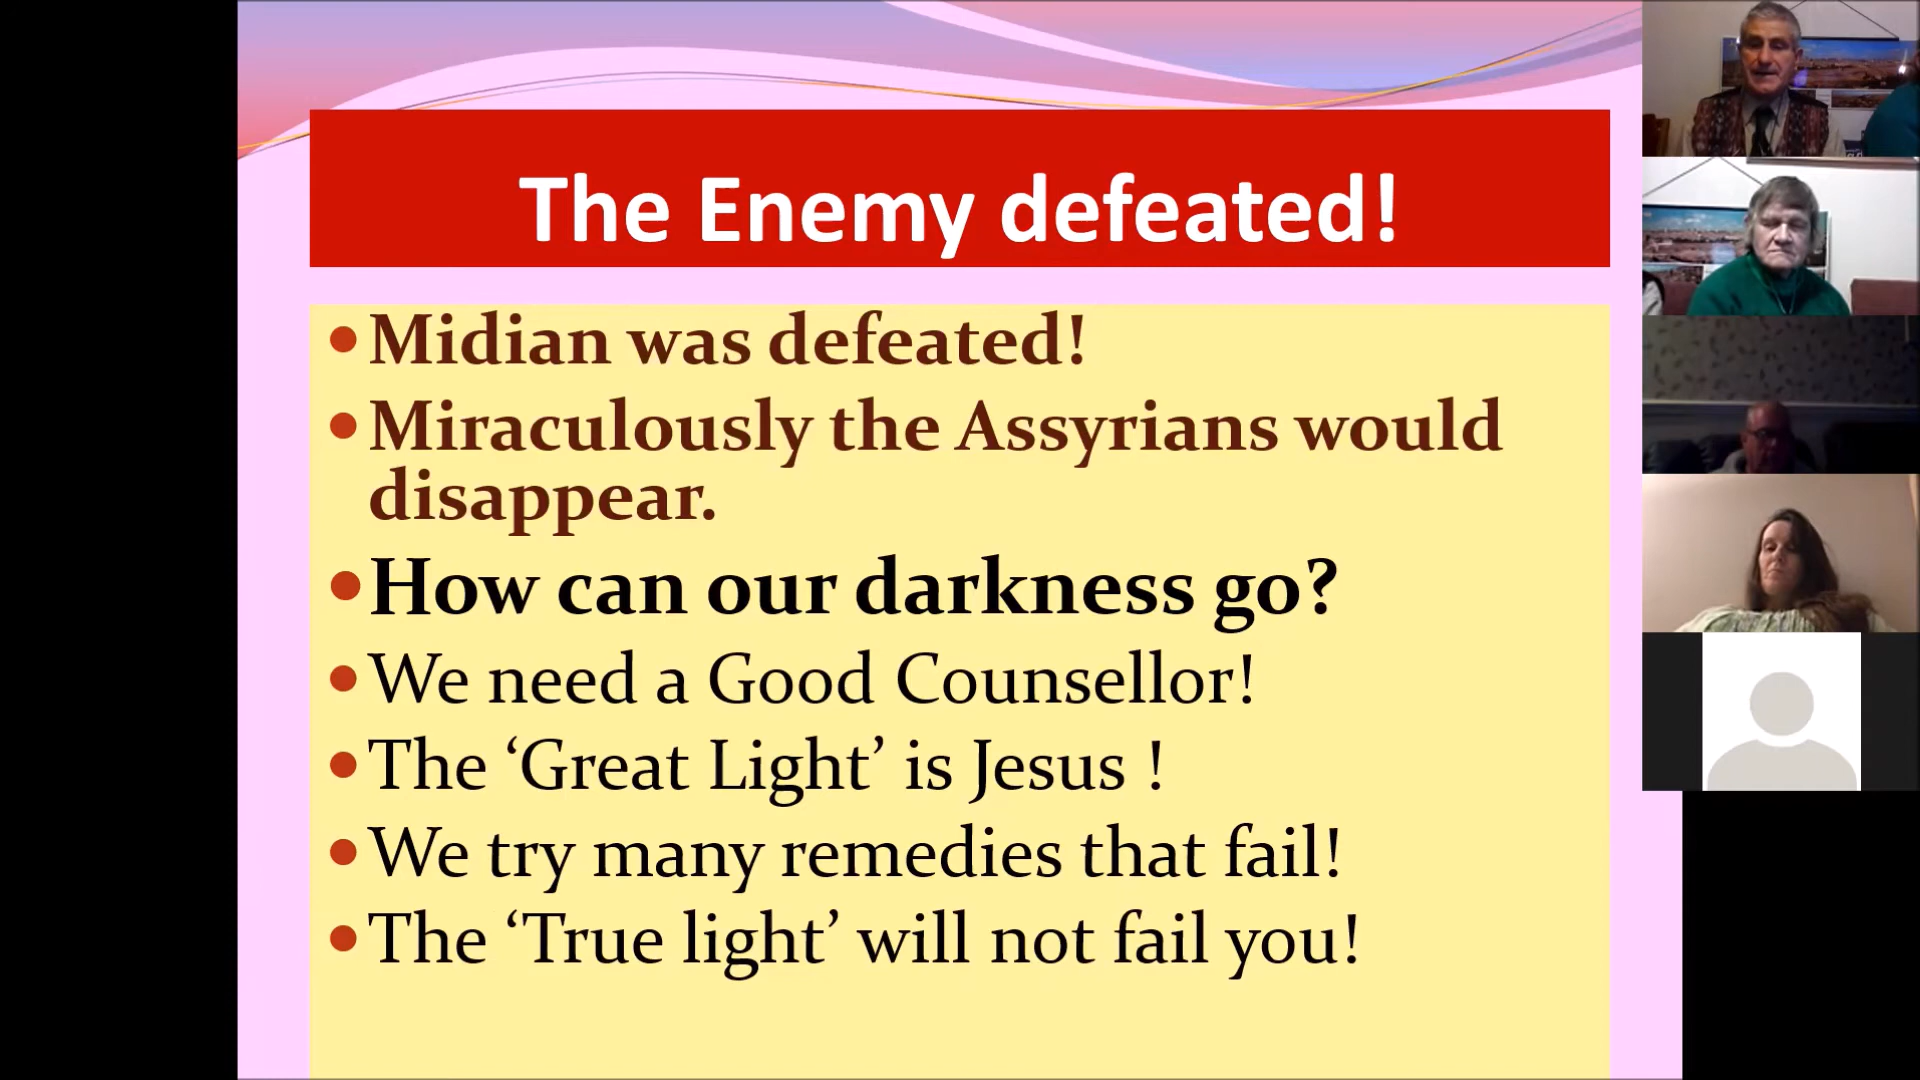 The Enemy defeated!
•Midian was defeated!
•Miraculously the Assyrians would
disappear.
•How can our darkness go?
•We need a Good Counsellor!
•The ‘Great Light’ is Jesus !
•We try many remedies that fail!
•The ‘True light’ will not fail you!